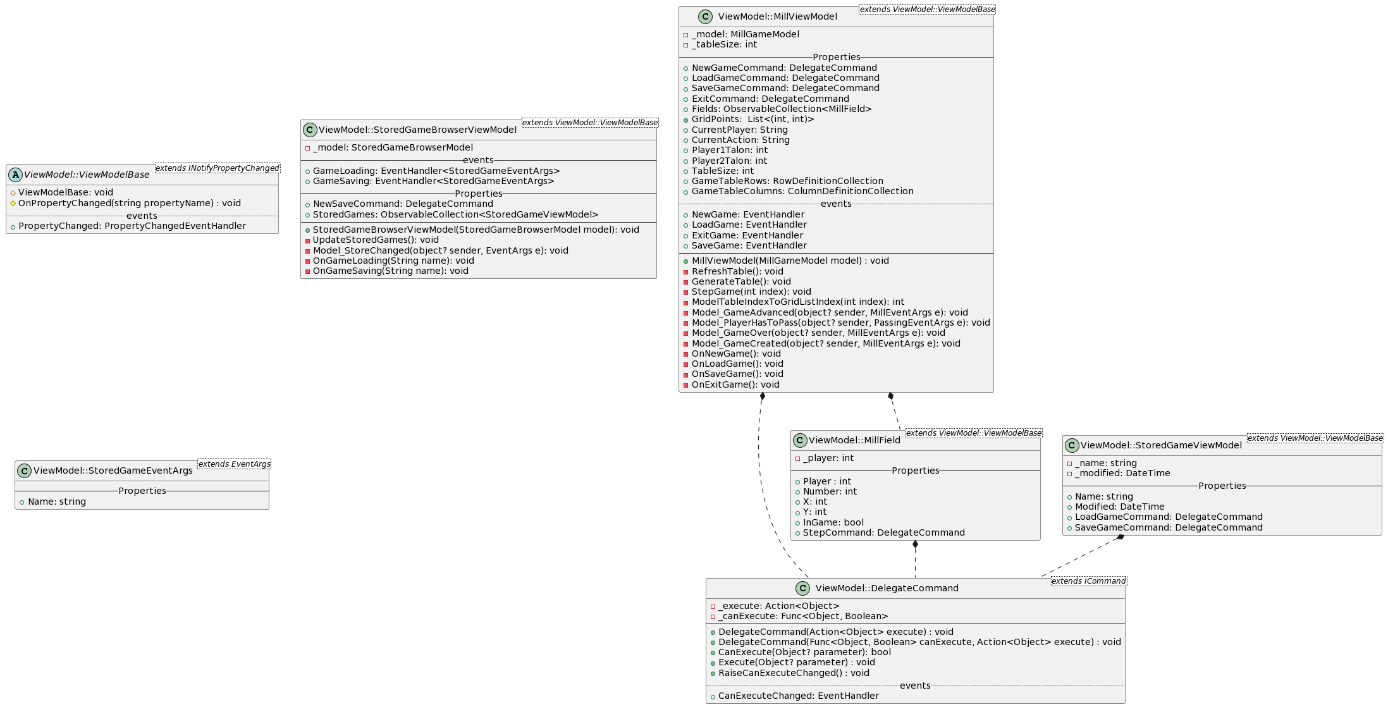 A ViewModel::ViewModelBase
extends INotifyPropertyChanged
ViewModelBase: void
OnPropertyChanged(string propertyName) : void
events
PropertyChanged: PropertyChangedEventHandler
C ViewModel::StoredGameBrowserViewModel
extends ViewModel::ViewModelBase
_model: StoredGameBrowserModel
events
GameLoading: EventHandler<StoredGameEventArgs>
GameSaving: EventHandler<StoredGameEventArgs>
Properties
NewSaveCommand: DelegateCommand
StoredGames: ObservableCollection<StoredGameViewModel>
StoredGameBrowserViewModel(StoredGameBrowserModel model): void
UpdateStoredGames(): void
Model_StoreChanged(object? sender, EventArgs e): void
OnGameLoading(String name): void
OnGameSaving(String name): void
C ViewModel::MillViewModel
extends ViewModel::ViewModelBase
_model: MillGameModel
_tableSize: int
Properties
NewGameCommand: DelegateCommand
LoadGameCommand: DelegateCommand
SaveGameCommand: DelegateCommand
ExitCommand: DelegateCommand
Fields: ObservableCollection<MillField>
GridPoints: List<(int, int)>
CurrentPlayer: String
CurrentAction: String
Player1Talon: int
Player2Talon: int
TableSize: int
GameTableRows: RowDefinitionCollection
GameTableColumns: ColumnDefinitionCollection
events
NewGame: EventHandler
LoadGame: EventHandler
ExitGame: EventHandler
SaveGame: EventHandler
MillViewModel(MillGameModel model) : void
RefreshTable(): void
GenerateTable(): void
StepGame(int index): void
ModelTableIndexToGridListIndex(int index): int
Model_GameAdvanced(object? sender, MillEventArgs e): void
Model_PlayerHasToPass(object? sender, PassingEventArgs e): void
Model_GameOver(object? sender, MillEventArgs e): void
Model_GameCreated(object? sender, MillEventArgs e): void
OnNewGame(): void
OnLoadGame(): void
OnSaveGame(): void
OnExitGame(): void
C ViewModel::StoredGameEventArgs
extends EventArgs
Properties
Name: string
C ViewModel::MillField
extends ViewModel::ViewModelBase
_player: int
Properties
Player : int
Number: int
X: int
Y: int
InGame: bool
StepCommand: DelegateCommand
C ViewModel::StoredGameViewModel
extends ViewModel::ViewModelBase
_name: string
_modified: DateTime
Properties
Name: string
Modified: DateTime
LoadGameCommand: DelegateCommand
SaveGameCommand: DelegateCommand
C ViewModel::DelegateCommand
extends ICommand
_execute: Action<Object>
_canExecute: Func<Object, Boolean>
DelegateCommand(Action<Object> execute) : void
DelegateCommand(Func<Object, Boolean> canExecute, Action<Object> execute) : void
CanExecute(Object? parameter): bool
Execute(Object? parameter) : void
RaiseCanExecuteChanged() : void
events
CanExecuteChanged: EventHandler